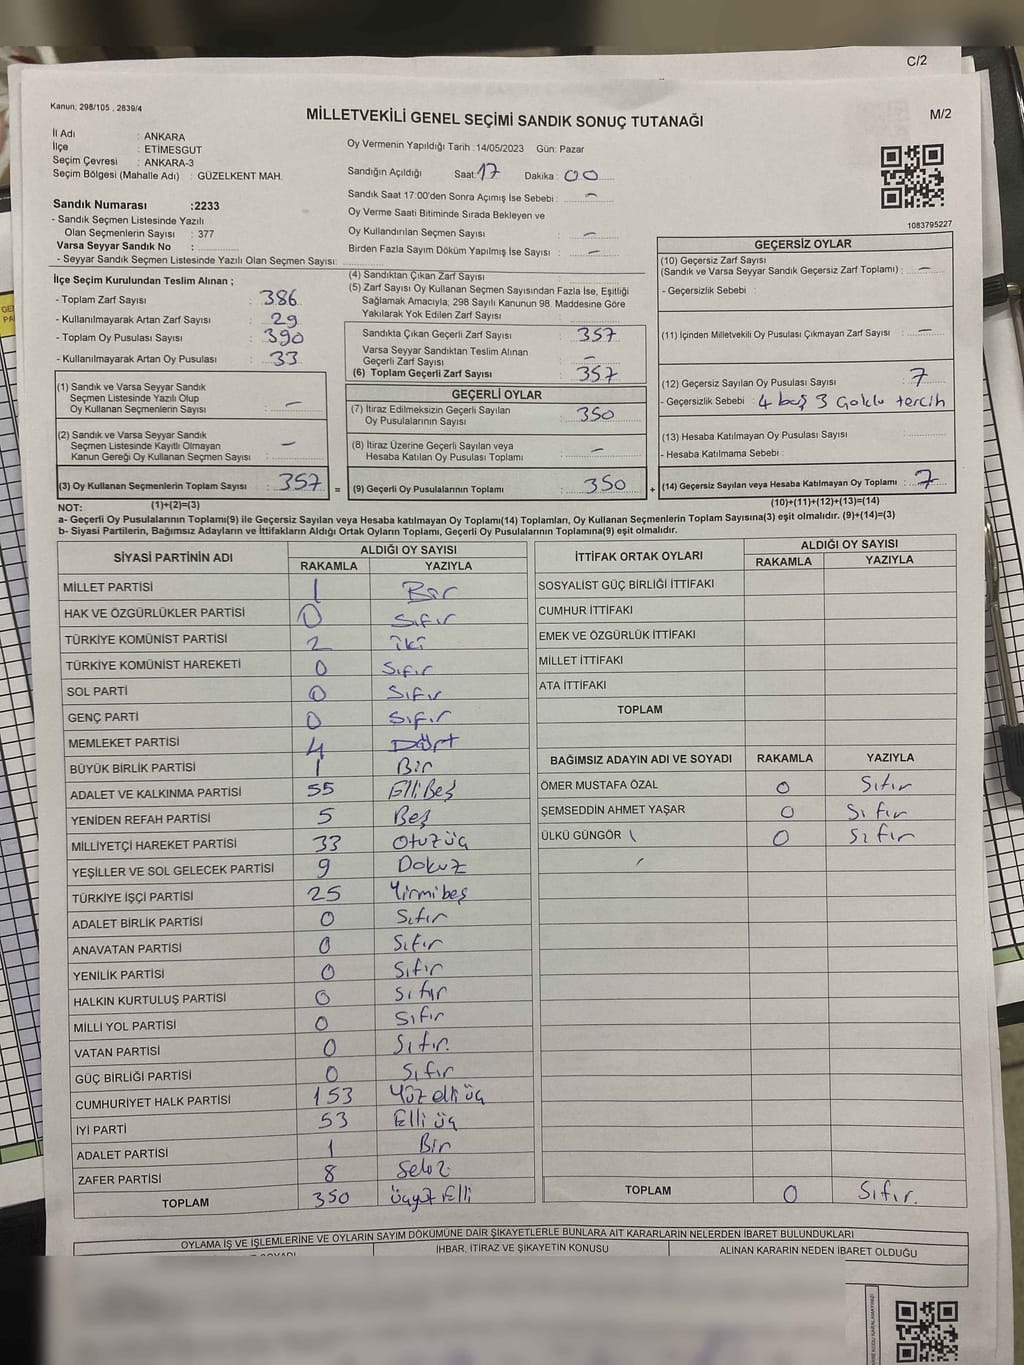 C/2
Kanun; 298/105 , 2839/4
MİLLETVEKİLİ GENEL SEÇİMİ SANDIK SONUÇ TUTANAĞI
M/2
İl Adı : ANKARA
İlçe : ETİMESGUT
Seçim Çevresi : ANKARA-3
Seçim Bölgesi (Mahalle Adı) : GÜZELKENT MAH.
Sandık Numarası :2233
- Sandık Seçmen Listesinde Yazılı
Olan Seçmenlerin Sayısı : 377
Varsa Seyyar Sandık No :
- Seyyar Sandık Seçmen Listesinde Yazılı Olan Seçmen Sayısı:
Oy Vermenin Yapıldığı Tarih : 14/05/2023 Gün: Pazar
Sandığın Açıldığı Saat: 17 Dakika : 00
Sandık Saat 17:00'den Sonra Açımış İse Sebebi : -
Oy Verme Saati Bitiminde Sırada Bekleyen ve
Oy Kullandırılan Seçmen Sayısı : -
Birden Fazla Sayım Döküm Yapılmış İse Sayısı : -
1083795227
İlçe Seçim Kurulundan Teslim Alınan ;
- Toplam Zarf Sayısı : 386
- Kullanılmayarak Artan Zarf Sayısı : 29
- Toplam Oy Pusulası Sayısı : 390
- Kullanılmayarak Artan Oy Pusulası : 33
(1) Sandık ve Varsa Seyyar Sandık
Seçmen Listesinde Yazılı Olup
Oy Kullanan Seçmenlerin Sayısı : -
(2) Sandık ve Varsa Seyyar Sandık
Seçmen Listesinde Kayıtlı Olmayan
Kanun Gereği Oy Kullanan Seçmen Sayısı : -
(3) Oy Kullanan Seçmenlerin Toplam Sayısı : 357 =
(1)+(2)=(3)
(4) Sandıktan Çıkan Zarf Sayısı :
(5) Zarf Sayısı Oy Kullanan Seçmen Sayısından Fazla İse, Eşitliği
Sağlamak Amacıyla; 298 Sayılı Kanunun 98. Maddesine Göre
Yakılarak Yok Edilen Zarf Sayısı :
Sandıkta Çıkan Geçerli Zarf Sayısı : 357
Varsa Seyyar Sandıktan Teslim Alınan
Geçerli Zarf Sayısı : -
(6) Toplam Geçerli Zarf Sayısı : 357
GEÇERLİ OYLAR
(7) İtiraz Edilmeksizin Geçerli Sayılan
Oy Pusulalarının Sayısı : 350
(8) İtiraz Üzerine Geçerli Sayılan veya
Hesaba Katılan Oy Pusulası Toplamı : -
(9) Geçerli Oy Pusulalarının Toplamı : 350 +
GEÇERSİZ OYLAR
(10) Geçersiz Zarf Sayısı
(Sandık ve Varsa Seyyar Sandık Geçersiz Zarf Toplamı) : -
- Geçersizlik Sebebi :
(11) İçinden Milletvekili Oy Pusulası Çıkmayan Zarf Sayısı : -
(12) Geçersiz Sayılan Oy Pusulası Sayısı : 7
- Geçersizlik Sebebi : 4 boş 3 Çoklu tercih
(13) Hesaba Katılmayan Oy Pusulası Sayısı :
- Hesaba Katılmama Sebebi :
(14) Geçersiz Sayılan veya Hesaba Katılmayan Oy Toplamı : 7
(10)+(11)+(12)+(13)=(14)
NOT:
a- Geçerli Oy Pusulalarının Toplamı(9) ile Geçersiz Sayılan veya Hesaba katılmayan Oy Toplamı(14) Toplamları, Oy Kullanan Seçmenlerin Toplam Sayısına(3) eşit olmalıdır. (9)+(14)=(3)
b- Siyasi Partilerin, Bağımsız Adayların ve İttifakların Aldığı Ortak Oyların Toplamı, Geçerli Oy Pusulalarının Toplamına(9) eşit olmalıdır.
SİYASİ PARTİNİN ADI ALDIĞI OY SAYISI
RAKAMLA YAZIYLA
MİLLET PARTİSİ 1 Bir
HAK VE ÖZGÜRLÜKLER PARTİSİ 0 Sıfır
TÜRKİYE KOMÜNİST PARTİSİ 2 iki
TÜRKİYE KOMÜNİST HAREKETİ 0 Sıfır
SOL PARTİ 0 Sıfır
GENÇ PARTİ 0 Sıfır
MEMLEKET PARTİSİ 4 Dört
BÜYÜK BİRLİK PARTİSİ 1 Bir
ADALET VE KALKINMA PARTİSİ 55 ElliBeş
YENİDEN REFAH PARTİSİ 5 Beş
MİLLİYETÇİ HAREKET PARTİSİ 33 Otuzüç
YEŞİLLER VE SOL GELECEK PARTİSİ 9 Dokuz
TÜRKİYE İŞÇİ PARTİSİ 25 Yirmibeş
ADALET BİRLİK PARTİSİ 0 Sıfır
ANAVATAN PARTİSİ 0 Sıfır
YENİLİK PARTİSİ 0 Sıfır
HALKIN KURTULUŞ PARTİSİ 0 Sıfır
MİLLİ YOL PARTİSİ 0 Sıfır
VATAN PARTİSİ 0 Sıfır.
GÜÇ BİRLİĞİ PARTİSİ 0 Sıfır
CUMHURİYET HALK PARTİSİ 153 Yüz elli üç
İYİ PARTİ 53 Elli üç
ADALET PARTİSİ 1 Bir
ZAFER PARTİSİ 8 Sekiz
TOPLAM 350 Üçyüz Elli
İTTİFAK ORTAK OYLARI ALDIĞI OY SAYISI
RAKAMLA YAZIYLA
SOSYALİST GÜÇ BİRLİĞİ İTTİFAKI
CUMHUR İTTİFAKI
EMEK VE ÖZGÜRLÜK İTTİFAKI
MİLLET İTTİFAKI
ATA İTTİFAKI
TOPLAM
BAĞIMSIZ ADAYIN ADI VE SOYADI RAKAMLA YAZIYLA
ÖMER MUSTAFA ÖZAL 0 Sıfır
ŞEMSEDDİN AHMET YAŞAR 0 Sıfır
ÜLKÜ GÜNGÖR 0 Sıfır
TOPLAM 0 Sıfır.
OYLAMA İŞ VE İŞLEMLERİNE VE OYLARIN SAYIM DÖKÜMÜNE DAİR ŞİKAYETLERLE BUNLARA AİT KARARLARIN NELERDEN İBARET BULUNDUKLARI
İHBAR, İTİRAZ VE ŞİKAYETİN KONUSU ALINAN KARARIN NEDEN İBARET OLDUĞU